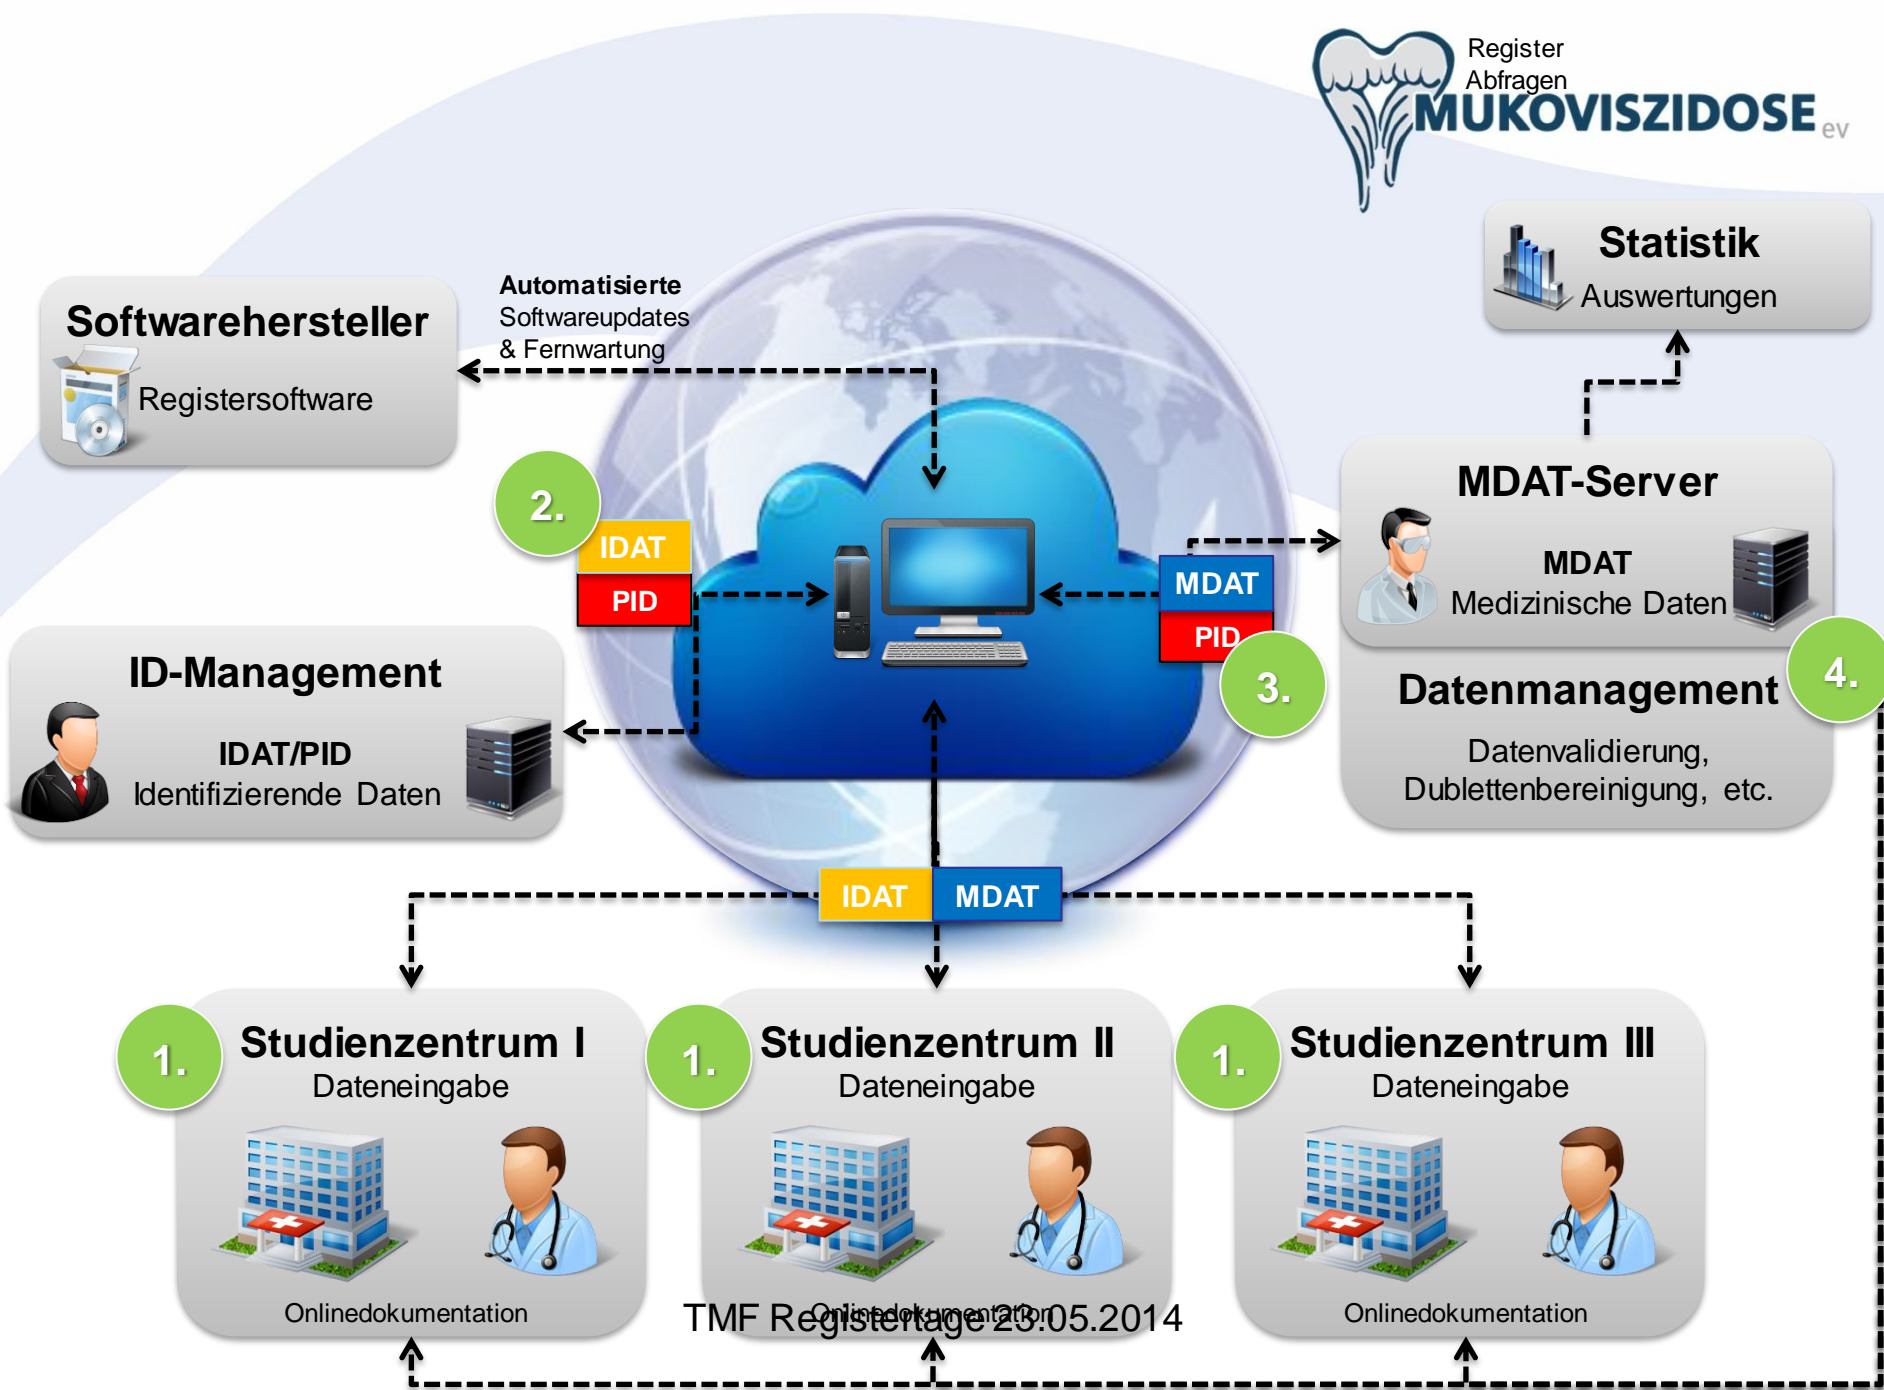 Register
Abfragen
MUKOVISZIDOSE ev
Statistik
Auswertungen
Softwarehersteller
Registersoftware
Automatisierte
Softwareupdates
& Fernwartung
2.
IDAT
PID
MDAT
PID
3.
MDAT-Server
MDAT
Medizinische Daten
4.
Datenmanagement
Datenvalidierung,
Dublettenbereinigung, etc.
ID-Management
IDAT/PID
Identifizierende Daten
IDAT MDAT
1.
Studienzentrum I
Dateneingabe
Onlinedokumentation
1.
Studienzentrum II
Dateneingabe
Onlinedokumentation
1.
Studienzentrum III
Dateneingabe
Onlinedokumentation
TMF Registertage 23.05.2014